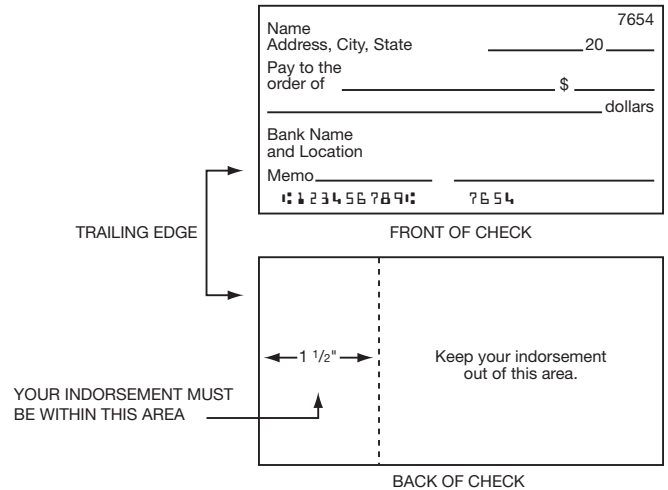 7654
Name
Address, City, State 20
Pay to the
order of $
dollars
Bank Name
and Location
Memo
⑆123456789⑆ 7654
TRAILING EDGE
FRONT OF CHECK
1 1/2"
Keep your indorsement
out of this area.
YOUR INDORSEMENT MUST
BE WITHIN THIS AREA
BACK OF CHECK